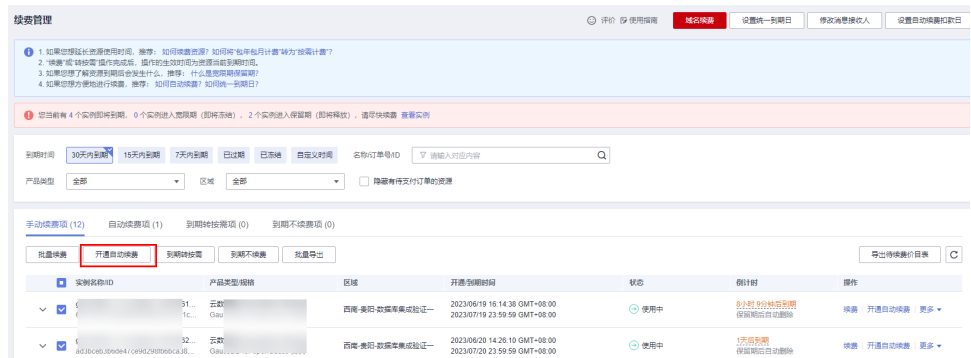 续费管理
评价 使用指南 域名续费 设置统一到期日 修改消息接收人 设置自动续费扣款日
1. 如果您想延长资源使用时间，推荐：如何续费资源？如何将“包年包月计费”转为“按需计费”？
2. “续费”或“转按需”操作完成后，操作的生效时间为资源当前到期时间。
3. 如果您想了解资源到期后会发生什么，推荐：什么是宽限期保留期？
4. 如果您想方便地进行续费，推荐：如何自动续费？如何统一到期日？
您当前有 4 个实例即将到期，0 个实例进入宽限期（即将冻结），2 个实例进入保留期（即将释放），请尽快续费 查看实例
到期时间 30天内到期 15天内到期 7天内到期 已过期 已冻结 自定义时间 名称/订单号/ID 请输入对应内容
产品类型 全部 区域 全部 隐藏有待支付订单的资源
手动续费项 (12) 自动续费项 (1) 到期转按需项 (0) 到期不续费项 (0)
批量续费 开通自动续费 到期转按需 到期不续费 批量导出 导出待续费价目表
实例名称/ID 产品类型/规格 区域 开通/到期时间 状态 倒计时 操作
51... 云数 西南-贵阳-数据库集成验证一 2023/06/19 16:14:38 GMT+08:00 使用中 8小时 9分钟后到期 续费 开通自动续费 更多
1c... Gau 2023/07/19 23:59:59 GMT+08:00 保留期后自动删除
32... 云数 西南-贵阳-数据库集成验证一 2023/06/20 14:26:10 GMT+08:00 使用中 1天后到期 续费 开通自动续费 更多
Gau 2023/07/20 23:59:59 GMT+08:00 保留期后自动删除